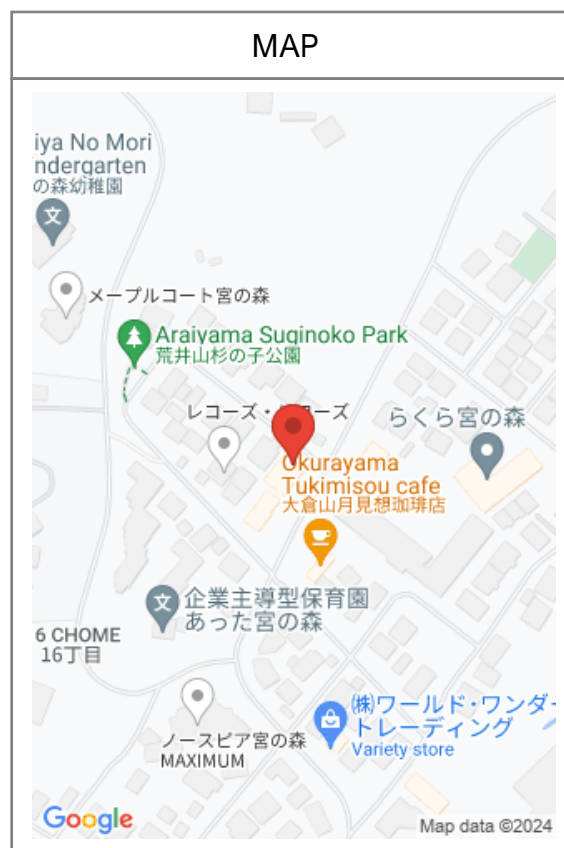 MAP
iya No Mori
ndergarten
の森幼稚園
文
メープルコート宮の森
Araiyama Suginoko Park
荒井山杉の子公園
レコーズ・
ローズ
らくら宮の森
Okurayama
Tukimisou cafe
大倉山月見想珈琲店
文
企業主導型保育園
あった宮の森
6 CHOME
16丁目
(株)ワールド・ワンダー
トレーディング
Variety store
ノースピア宮の森
MAXIMUM
Google
Map data ©2024